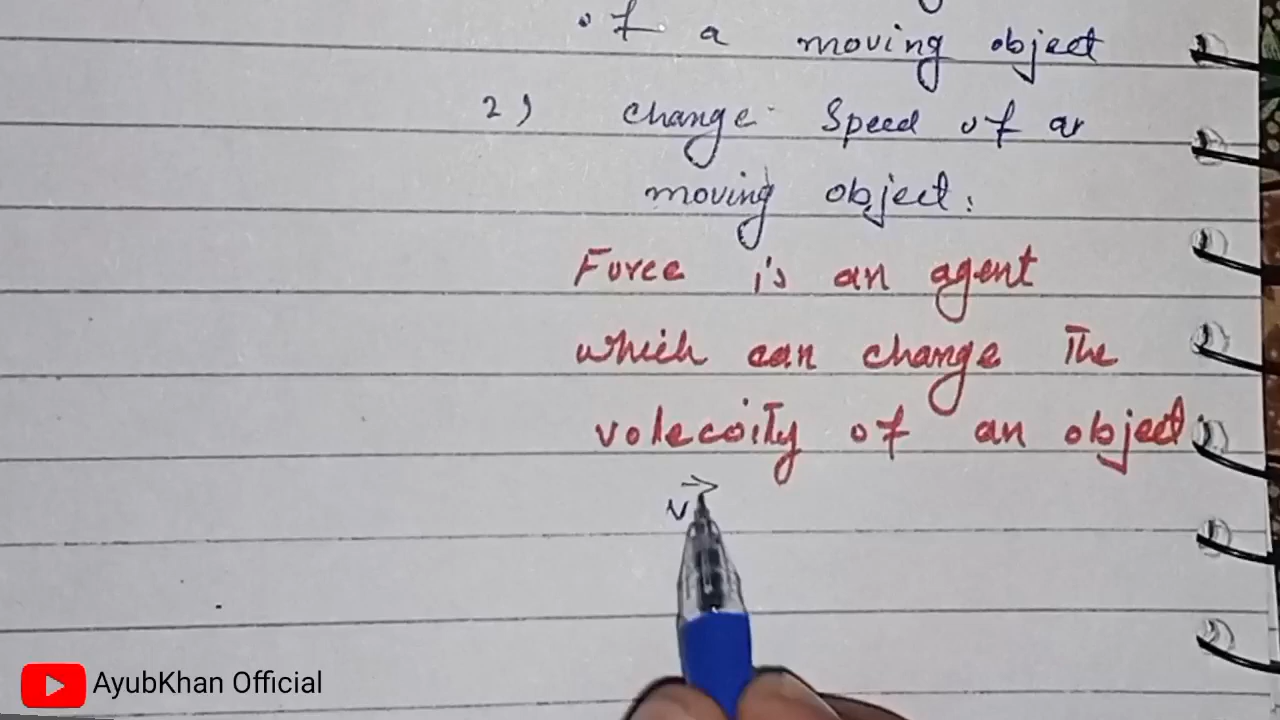 of a moving object
2) change Speed of a
moving object.
Force is an agent
which can change The
volecoity of an object
v
AyubKhan Official